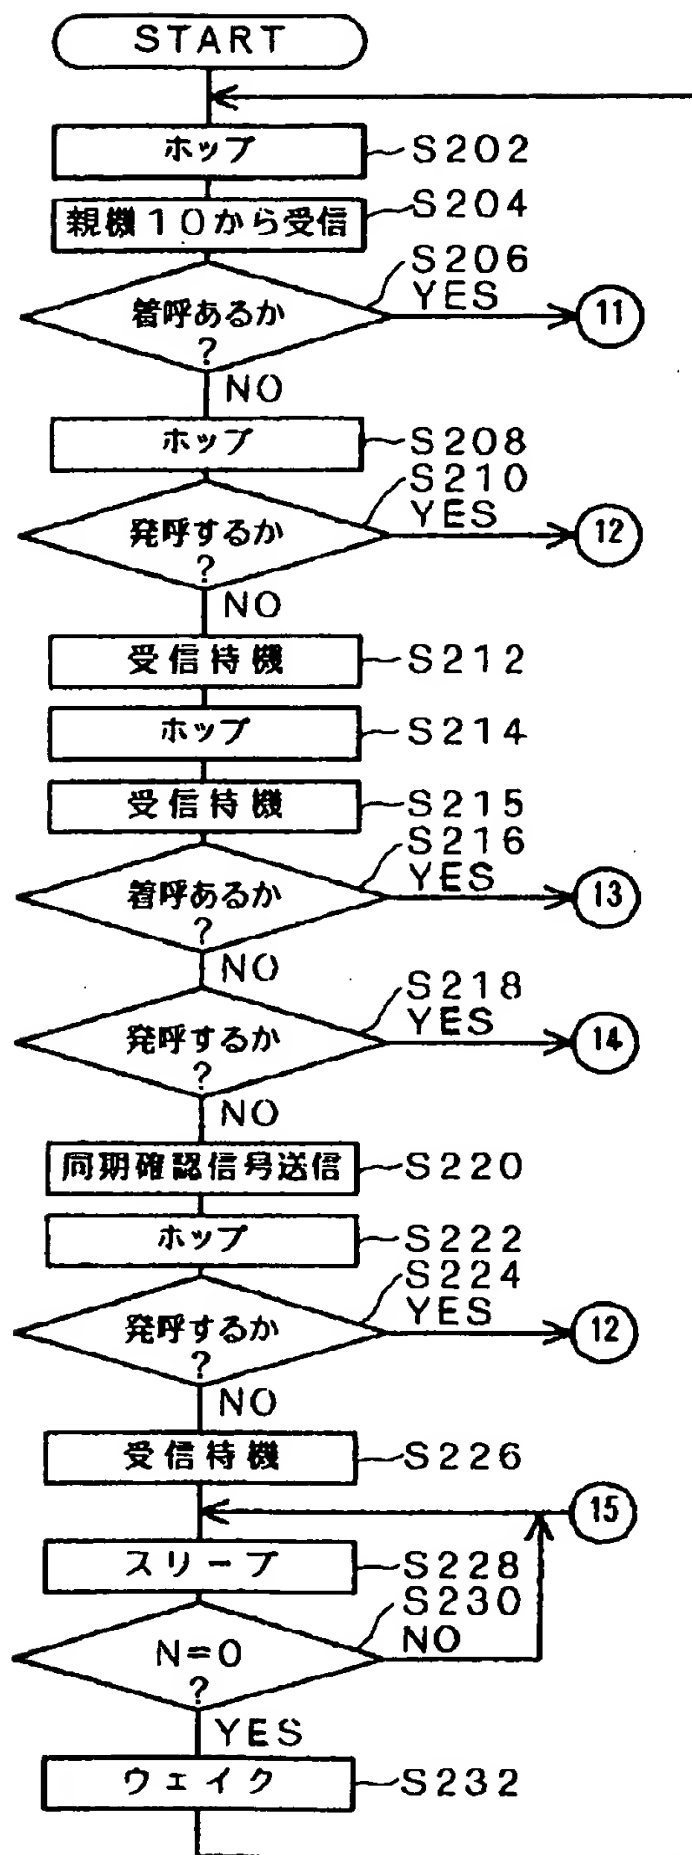 START
ホップ
S202
親機10から受信
S204
着呼あるか
?
S206
YES
11
NO
ホップ
S208
発呼するか
?
S210
YES
12
NO
受信待機
S212
ホップ
S214
受信待機
S215
着呼あるか
?
S216
YES
13
NO
発呼するか
?
S218
YES
14
NO
同期確認信号送信
S220
ホップ
S222
発呼するか
?
S224
YES
12
NO
受信待機
S226
15
スリープ
S228
N=0
?
S230
NO
YES
ウェイク
S232